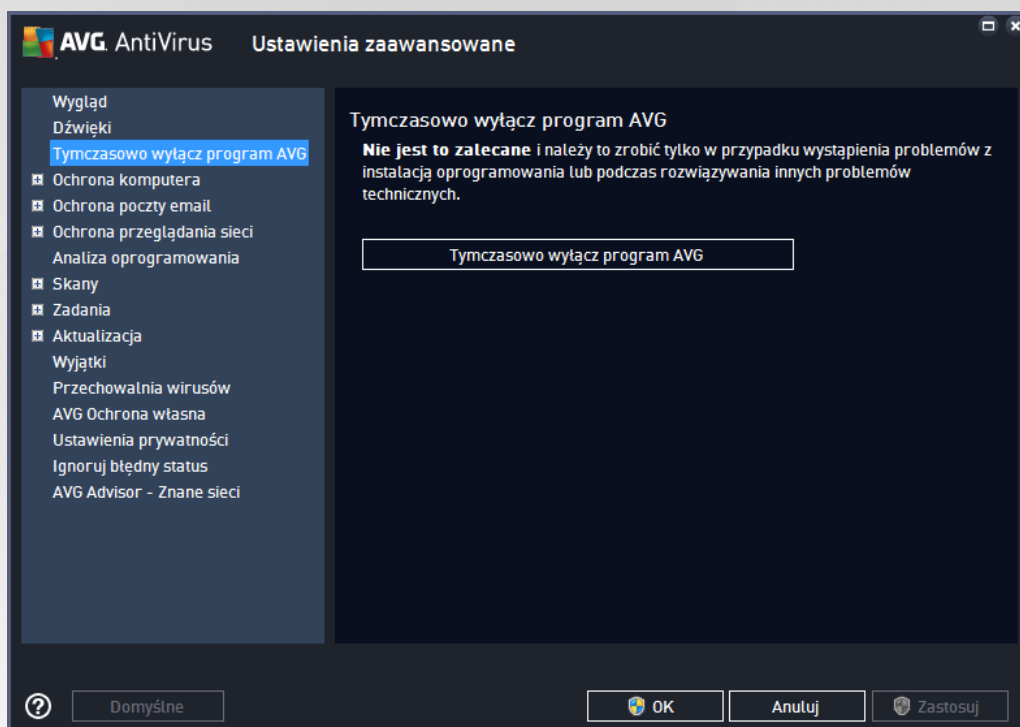 AVG. AntiVirus
Ustawienia zaawansowane
Wygląd
Dźwięki
Tymczasowo wyłącz program AVG
Ochrona komputera
Ochrona poczty email
Ochrona przeglądania sieci
Analiza oprogramowania
Skany
Zadania
Aktualizacja
Wyjątki
Przechowalnia wirusów
AVG Ochrona własna
Ustawienia prywatności
Ignoruj błędny status
AVG Advisor - Znane sieci
Tymczasowo wyłącz program AVG
Nie jest to zalecane i należy to zrobić tylko w przypadku wystąpienia problemów z
instalacją oprogramowania lub podczas rozwiązywania innych problemów
technicznych.
Tymczasowo wyłącz program AVG
Domyślne
OK
Anuluj
Zastosuj